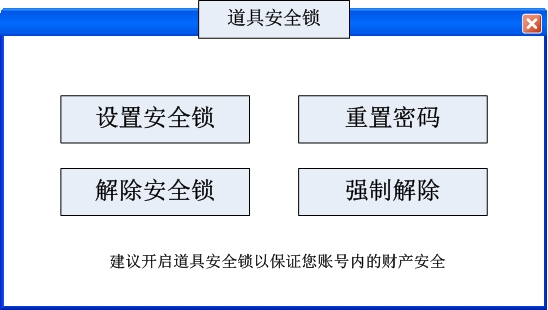 道具安全锁
设置安全锁
重置密码
解除安全锁
强制解除
建议开启道具安全锁以保证您账号内的财产安全